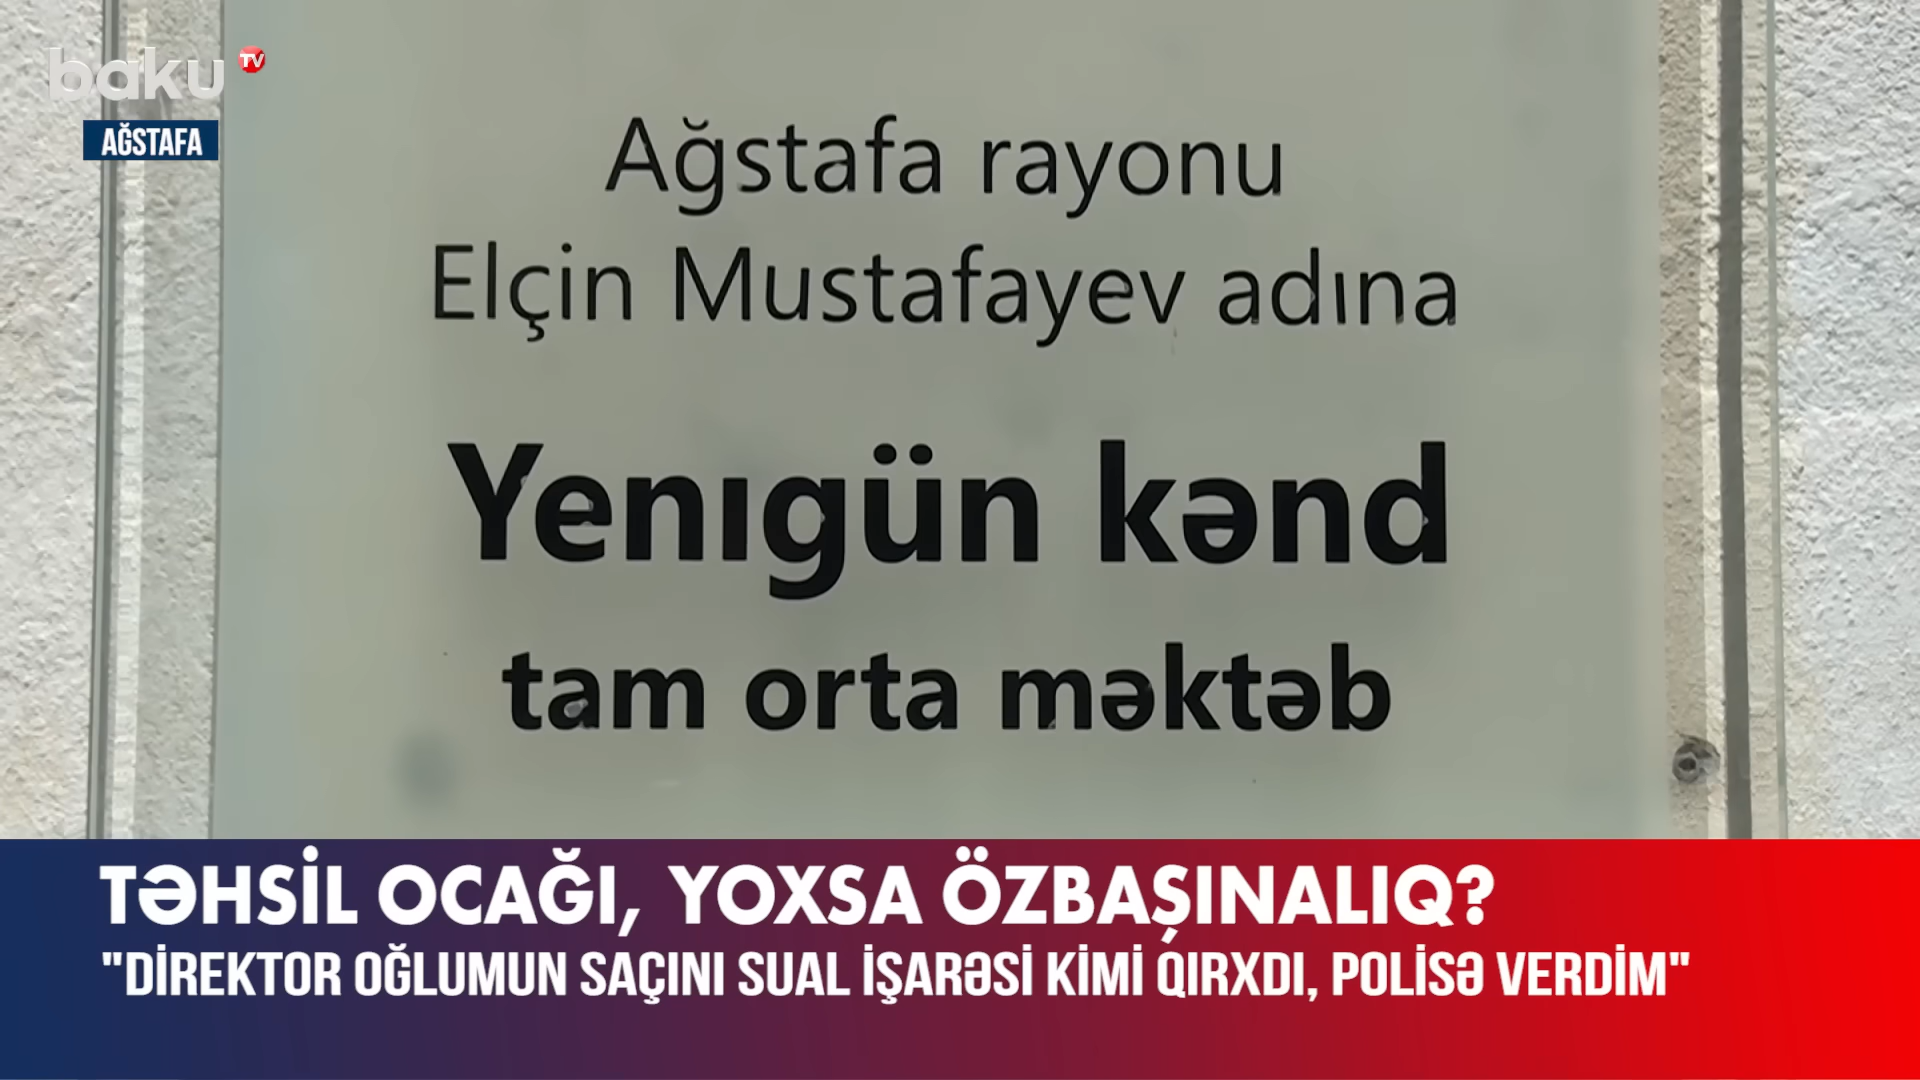 baku TV
AĞSTAFA
Ağstafa rayonu
Elçin Mustafayev adına
Yenıgün kənd
tam orta məktəb
TƏHSİL OCAĞI, YOXSA ÖZBAŞINALIQ?
"DİREKTOR OĞLUMUN SAÇINI SUAL İŞARƏSİ KİMİ QIRXDI, POLİSƏ VERDİM"